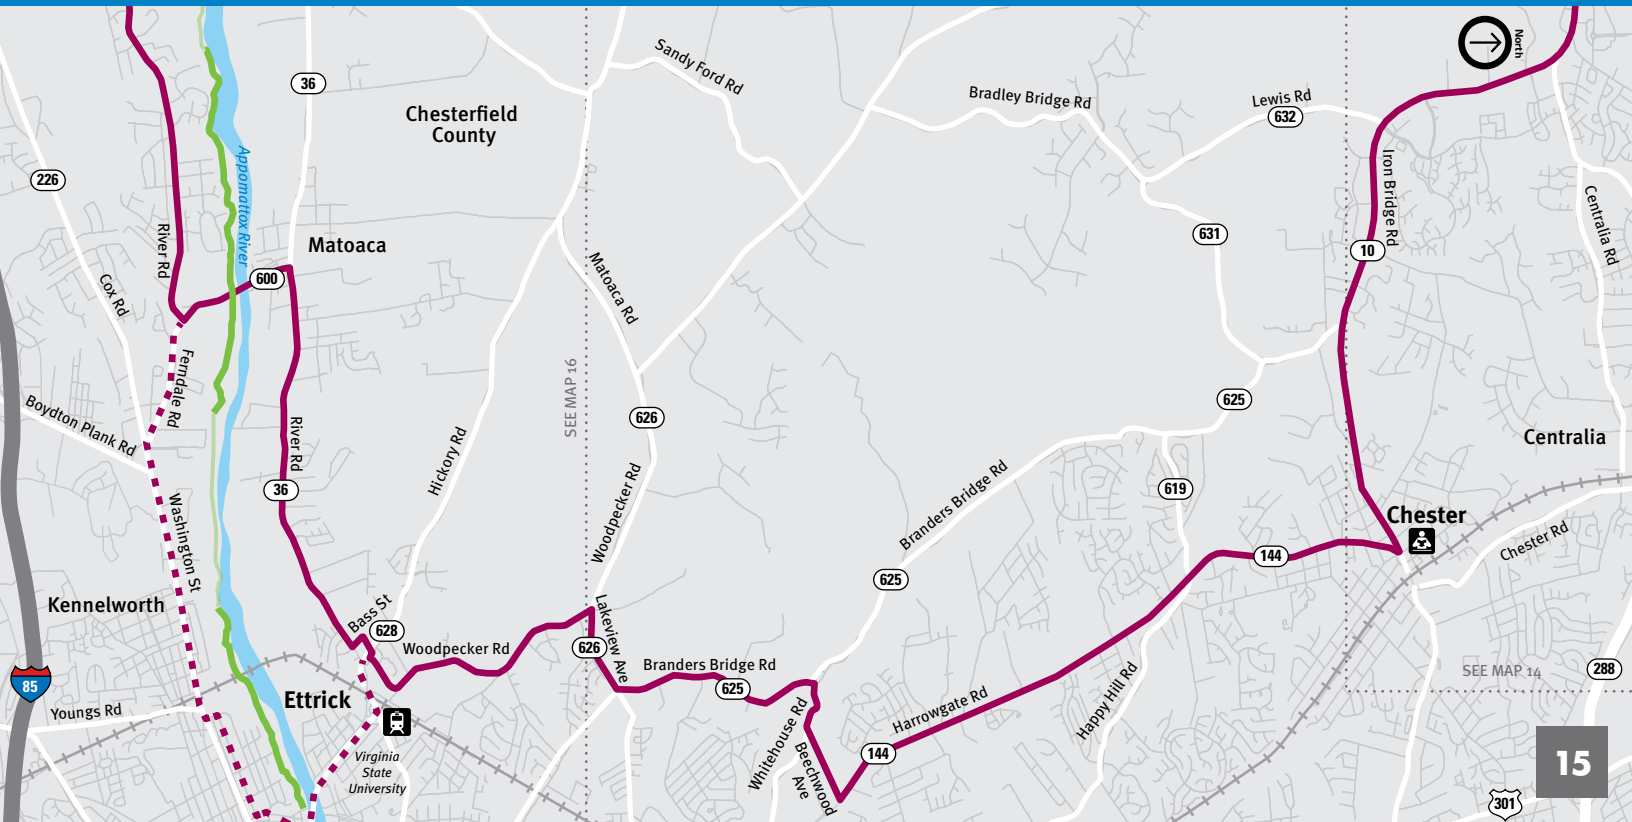 North
36
Sandy Ford Rd
Chesterfield
County
Bradley Bridge Rd
Lewis Rd
632
Appomattox River
Iron Bridge Rd
226
Centralia Rd
River Rd
Matoaca
631
10
600
Cox Rd
Matoaca Rd
Ferndale Rd
SEE MAP 16
Boydton Plank Rd
626
625
River Rd
Hickory Rd
Centralia
36
Woodpecker Rd
Branders Bridge Rd
619
Washington St
Chester
Chester Rd
144
625
Kennelworth
Bass St
628
Lakeview Ave
Woodpecker Rd
626
Branders Bridge Rd
625
SEE MAP 14
288
85
Ettrick
Youngs Rd
Whitehouse Rd
Harrowgate Rd
Happy Hill Rd
Beechwood
Ave
144
Virginia
State
University
15
301